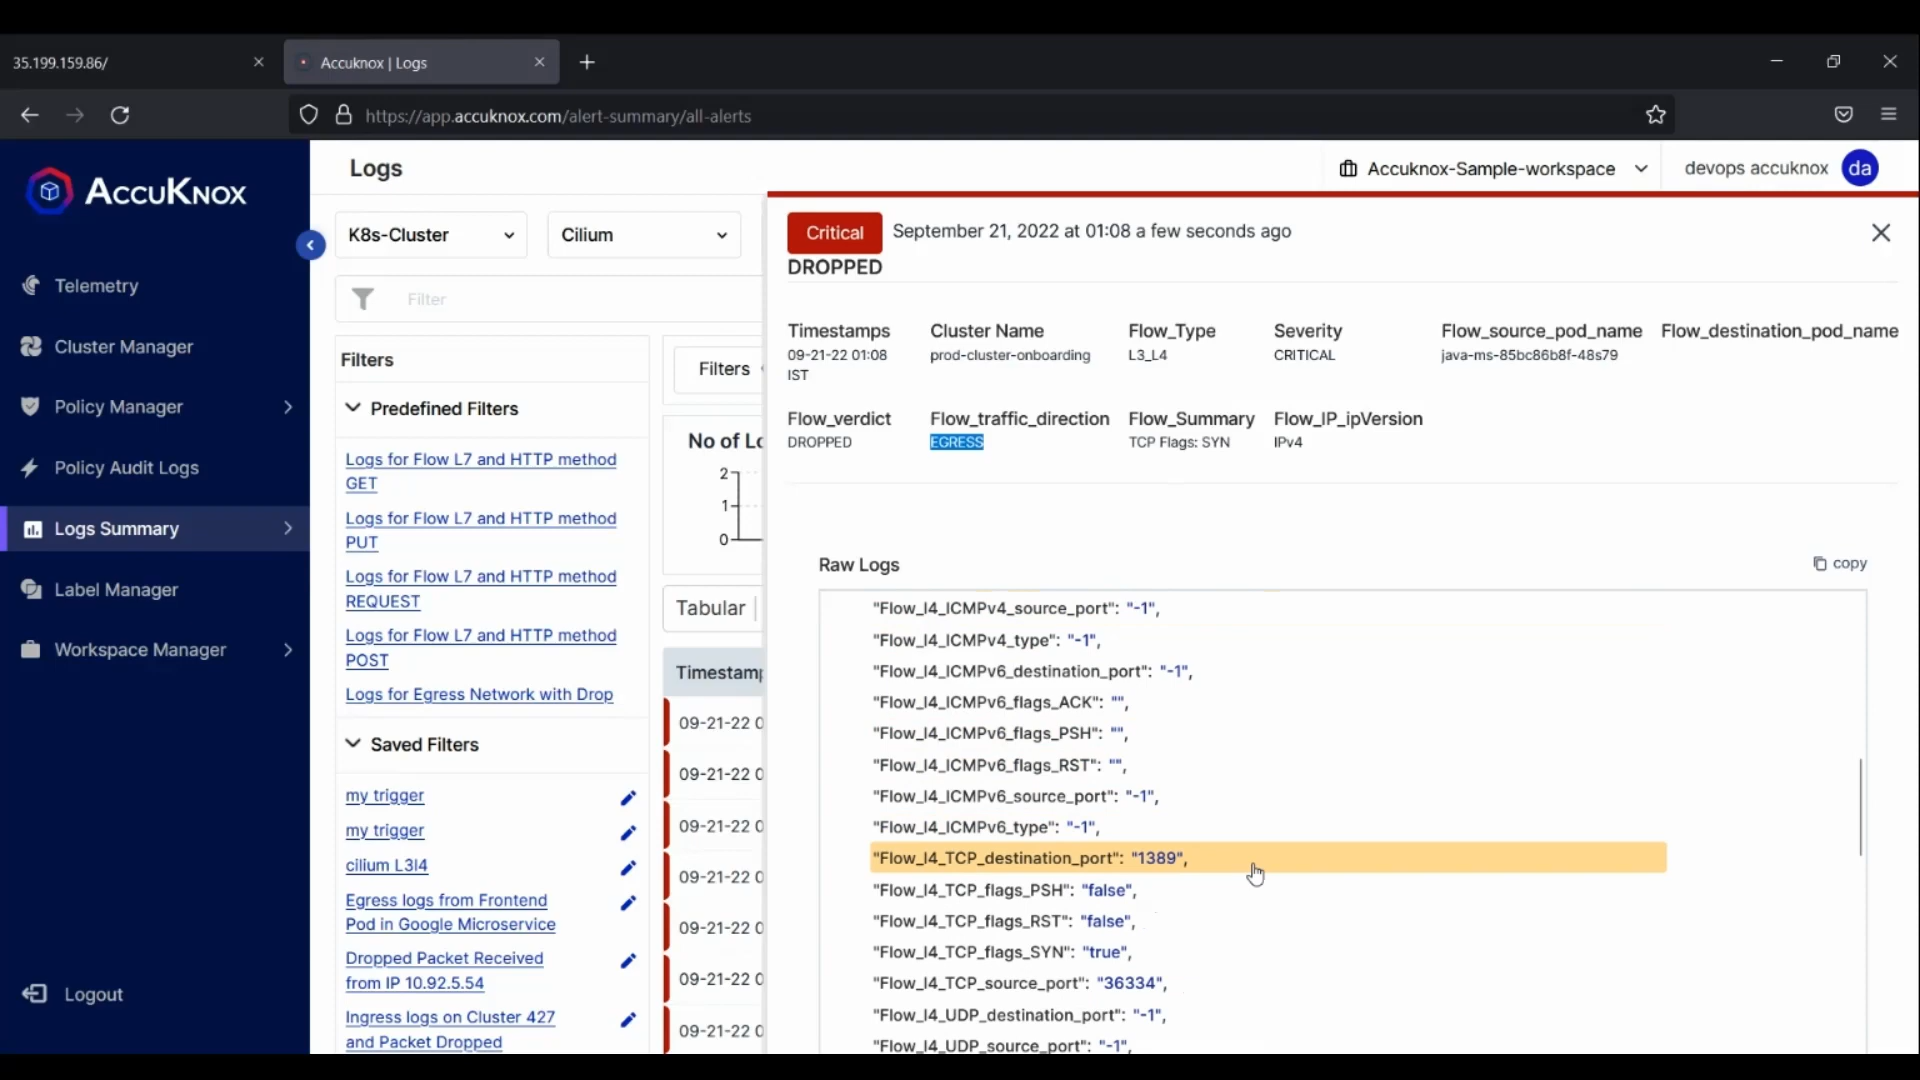 35.199.159.86/
Accuknox | Logs
https://app.accuknox.com/alert-summary/all-alerts
ACCUKNOX
Telemetry
Cluster Manager
Policy Manager
Policy Audit Logs
Logs Summary
Label Manager
Workspace Manager
Logout
Logs
Accuknox-Sample-workspace
devops accuknox
da
K8s-Cluster
Cilium
Filter
Filters
Predefined Filters
Logs for Flow L7 and HTTP method
GET
Logs for Flow L7 and HTTP method
PUT
Logs for Flow L7 and HTTP method
REQUEST
Logs for Flow L7 and HTTP method
POST
Logs for Egress Network with Drop
Saved Filters
my trigger
my trigger
cilium L3l4
Egress logs from Frontend
Pod in Google Microservice
Dropped Packet Received
from IP 10.92.5.54
Ingress logs on Cluster 427
and Packet Dropped
Filters
No of Lo
2
1
0
Tabular
Timestamp
09-21-22 0
09-21-22 0
09-21-22 0
09-21-22 0
09-21-22 0
09-21-22 0
09-21-22 0
Critical
September 21, 2022 at 01:08 a few seconds ago
DROPPED
Timestamps
09-21-22 01:08
IST
Cluster Name
prod-cluster-onboarding
Flow_Type
L3_L4
Severity
CRITICAL
Flow_source_pod_name
java-ms-85bc86b8f-48s79
Flow_destination_pod_name
Flow_verdict
DROPPED
Flow_traffic_direction
EGRESS
Flow_Summary
TCP Flags: SYN
Flow_IP_ipVersion
IPv4
Raw Logs
copy
"Flow_l4_ICMPv4_source_port": "-1",
"Flow_l4_ICMPv4_type": "-1",
"Flow_l4_ICMPv6_destination_port": "-1",
"Flow_l4_ICMPv6_flags_ACK": "",
"Flow_l4_ICMPv6_flags_PSH": "",
"Flow_l4_ICMPv6_flags_RST": "",
"Flow_l4_ICMPv6_source_port": "-1",
"Flow_l4_ICMPv6_type": "-1",
"Flow_l4_TCP_destination_port": "1389",
"Flow_l4_TCP_flags_PSH": "false",
"Flow_l4_TCP_flags_RST": "false",
"Flow_l4_TCP_flags_SYN": "true",
"Flow_l4_TCP_source_port": "36334",
"Flow_l4_UDP_destination_port": "-1",
"Flow_l4_UDP_source_port": "-1",